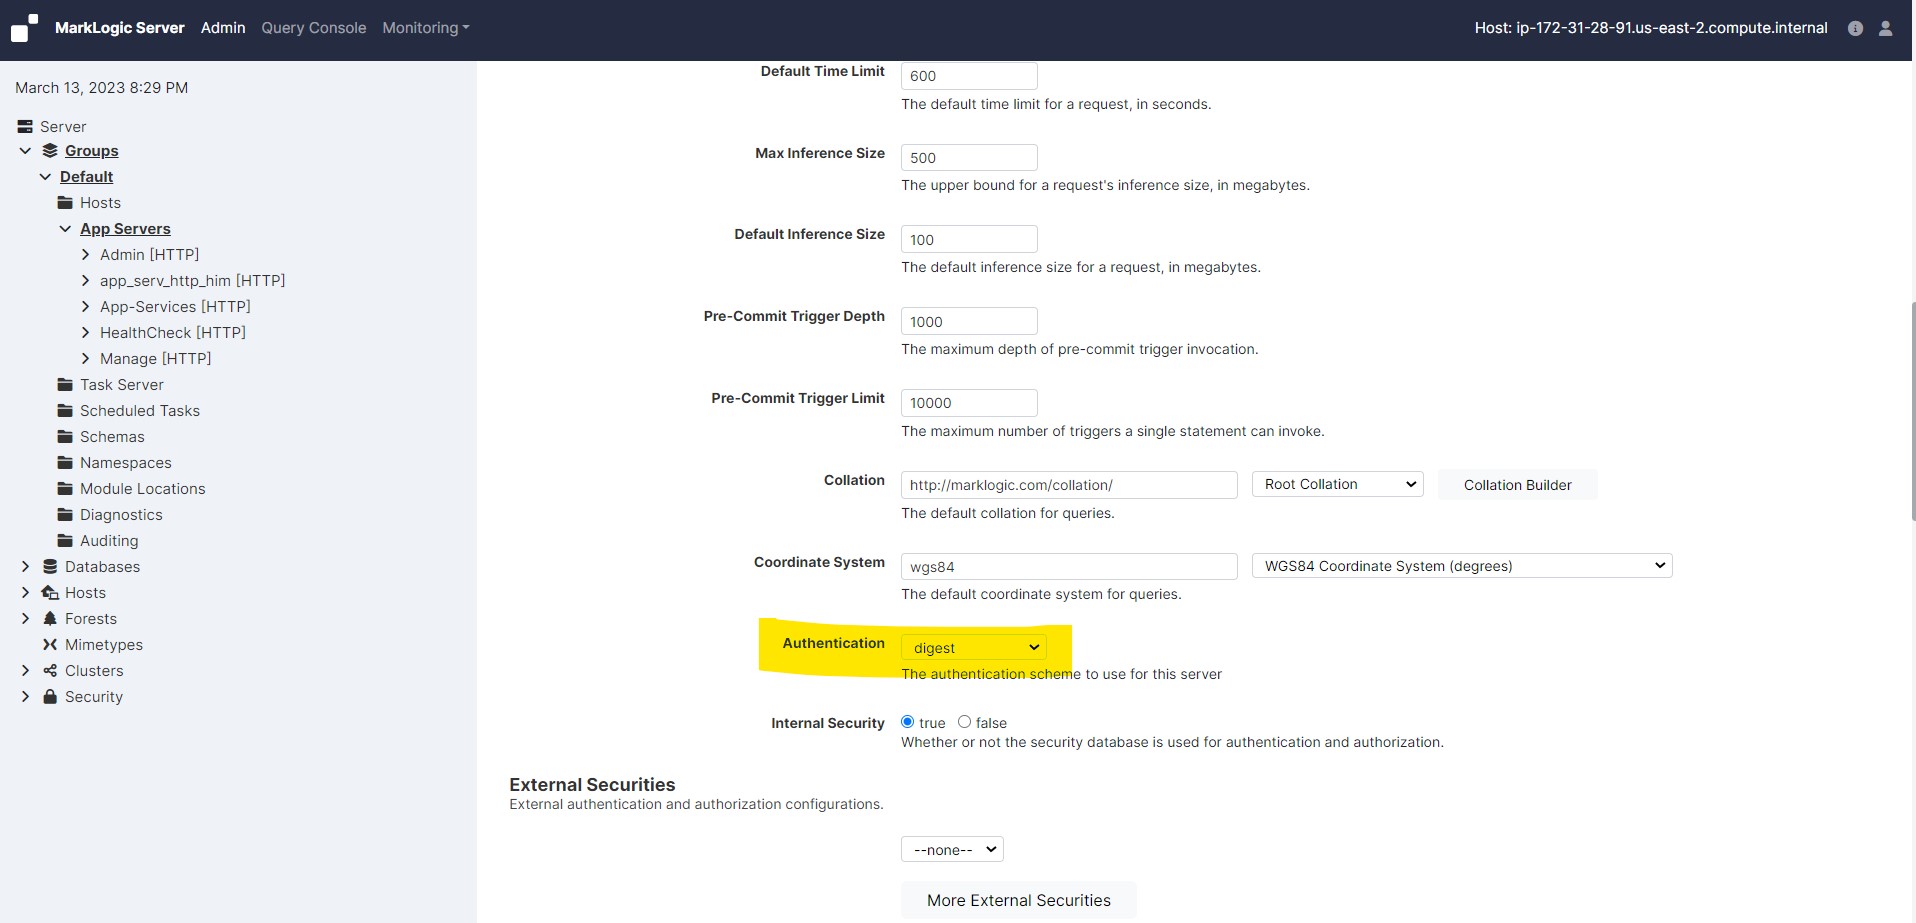 MarkLogic Server Admin Query Console Monitoring Host: ip-172-31-28-91.us-east-2.compute.internal
March 13, 2023 8:29 PM
Server
Groups
Default
Hosts
App Servers
Admin [HTTP]
app_serv_http_him [HTTP]
App-Services [HTTP]
HealthCheck [HTTP]
Manage [HTTP]
Task Server
Scheduled Tasks
Schemas
Namespaces
Module Locations
Diagnostics
Auditing
Databases
Hosts
Forests
Mimetypes
Clusters
Security
Default Time Limit 600
The default time limit for a request, in seconds.
Max Inference Size 500
The upper bound for a request's inference size, in megabytes.
Default Inference Size 100
The default inference size for a request, in megabytes.
Pre-Commit Trigger Depth 1000
The maximum depth of pre-commit trigger invocation.
Pre-Commit Trigger Limit 10000
The maximum number of triggers a single statement can invoke.
Collation http://marklogic.com/collation/ Root Collation Collation Builder
The default collation for queries.
Coordinate System wgs84 WGS84 Coordinate System (degrees)
The default coordinate system for queries.
Authentication digest
The authentication scheme to use for this server
Internal Security true false
Whether or not the security database is used for authentication and authorization.
External Securities
External authentication and authorization configurations.
--none--
More External Securities